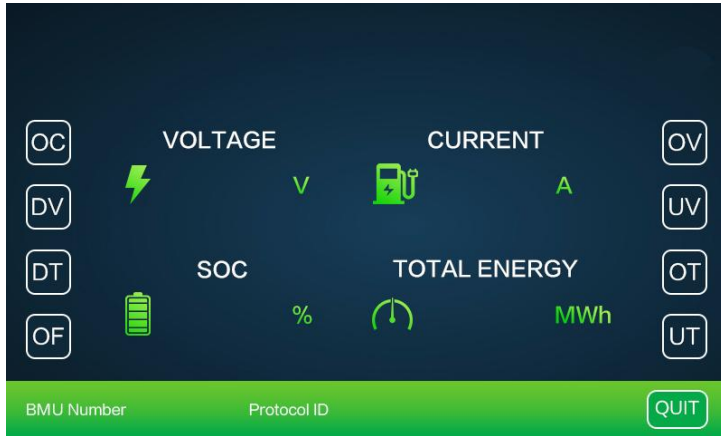 OC VOLTAGE CURRENT OV
V A
DV UV
DT SOC TOTAL ENERGY OT
% MWh
OF UT
BMU Number Protocol ID QUIT